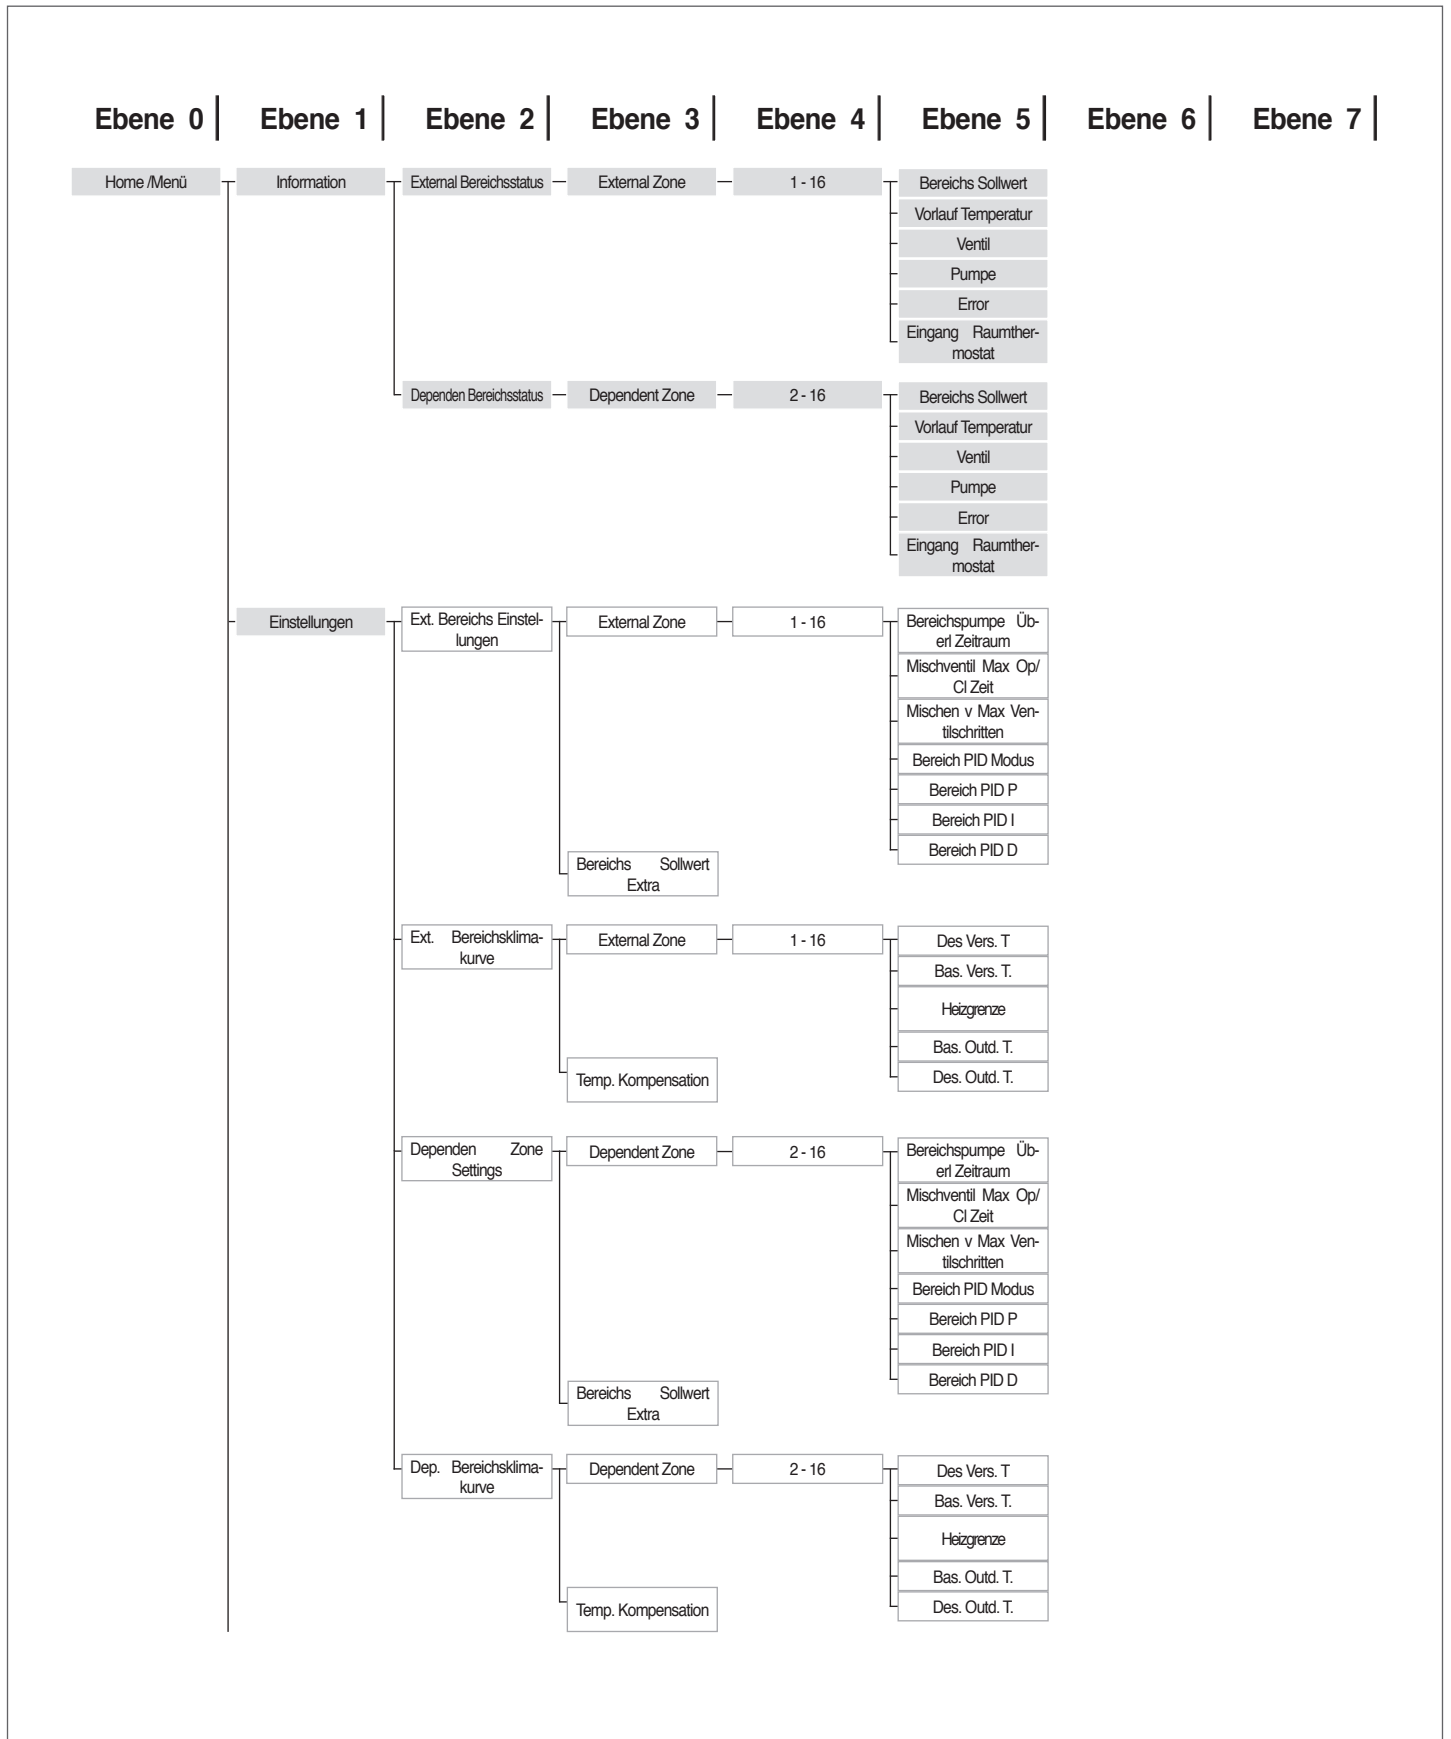 Ebene 0 Ebene 1 Ebene 2 Ebene 3 Ebene 4 Ebene 5 Ebene 6 Ebene 7
Home /Menü Information External Bereichsstatus External Zone 1 - 16 Bereichs Sollwert
Vorlauf Temperatur
Ventil
Pumpe
Error
Eingang Raumther-
mostat
Dependen Bereichsstatus Dependent Zone 2 - 16 Bereichs Sollwert
Vorlauf Temperatur
Ventil
Pumpe
Error
Eingang Raumther-
mostat
Einstellungen
Ext. Bereichs Einstel-
lungen
External Zone
1 - 16
Bereichspumpe Üb-
erl Zeitraum
Mischventil Max Op/
Cl Zeit
Mischen v Max Ven-
tilschritten
Bereich PID Modus
Bereich PID P
Bereich PID I
Bereich PID D
Bereichs Sollwert
Extra
Ext. Bereichsklima-
kurve
External Zone
1 - 16
Des Vers. T
Bas. Vers. T.
Heizgrenze
Bas. Outd. T.
Des. Outd. T.
Temp. Kompensation
Dependen Zone
Settings
Dependent Zone
2 - 16
Bereichspumpe Üb-
erl Zeitraum
Mischventil Max Op/
Cl Zeit
Mischen v Max Ven-
tilschritten
Bereich PID Modus
Bereich PID P
Bereich PID I
Bereich PID D
Bereichs Sollwert
Extra
Dep. Bereichsklima-
kurve
Dependent Zone
2 - 16
Des Vers. T
Bas. Vers. T.
Heizgrenze
Bas. Outd. T.
Des. Outd. T.
Temp. Kompensation